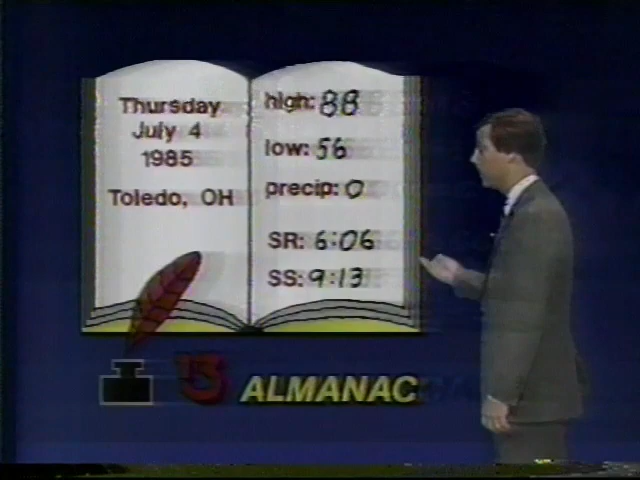 Thursday
July 4
1985
Toledo, OH
high: 88
low: 56
precip: 0
SR: 6:06
SS: 9:13
13 ALMANAC